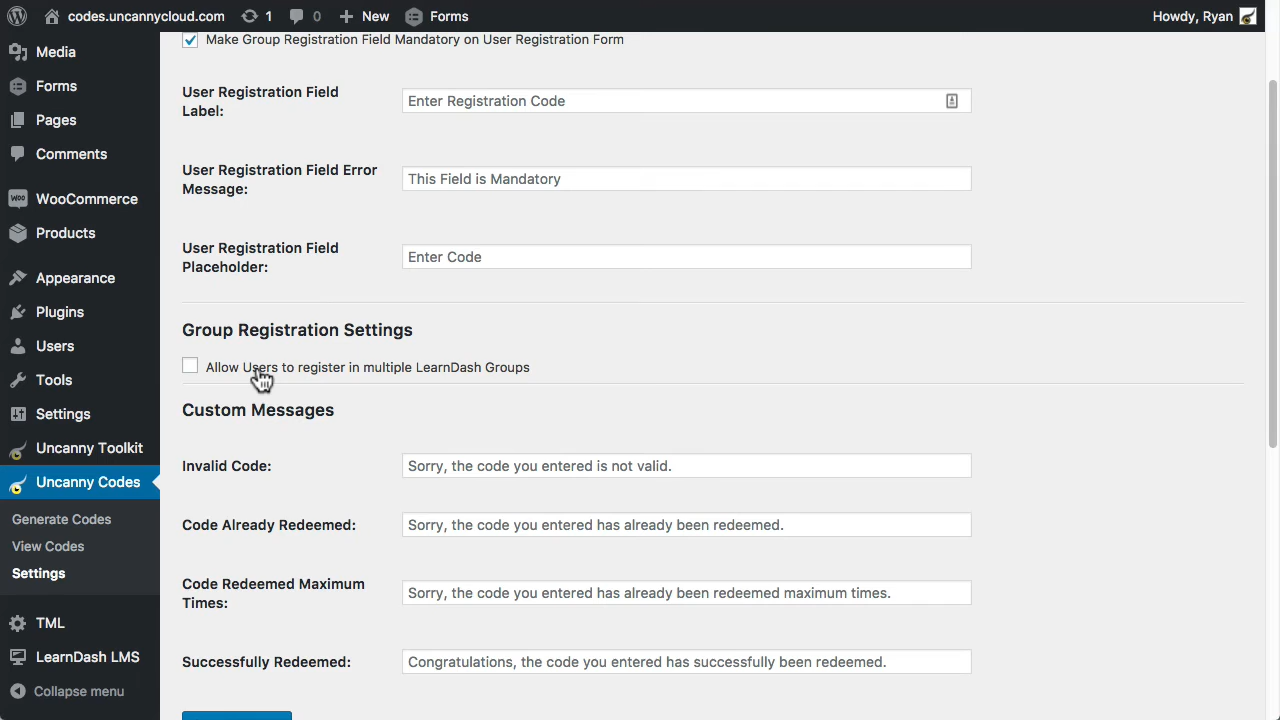 codes.uncannycloud.com 1 0 New Forms Howdy, Ryan
Media
Forms
Pages
Comments
WooCommerce
Products
Appearance
Plugins
Users
Tools
Settings
Uncanny Toolkit
Uncanny Codes
Generate Codes
View Codes
Settings
TML
LearnDash LMS
Collapse menu
Make Group Registration Field Mandatory on User Registration Form
User Registration Field
Label:
Enter Registration Code
User Registration Field Error
Message:
This Field is Mandatory
User Registration Field
Placeholder:
Enter Code
Group Registration Settings
Allow Users to register in multiple LearnDash Groups
Custom Messages
Invalid Code:
Sorry, the code you entered is not valid.
Code Already Redeemed:
Sorry, the code you entered has already been redeemed.
Code Redeemed Maximum
Times:
Sorry, the code you entered has already been redeemed maximum times.
Successfully Redeemed:
Congratulations, the code you entered has successfully been redeemed.